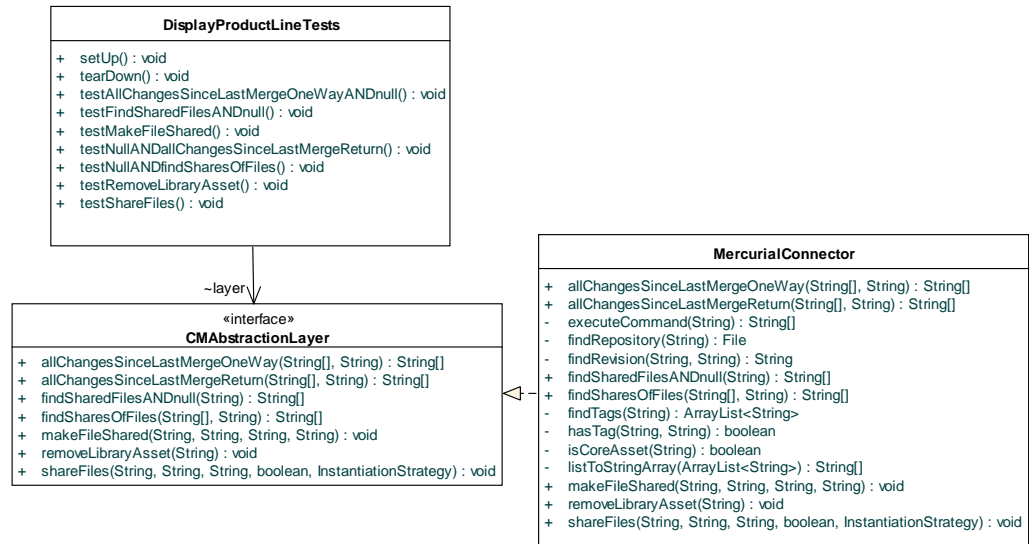 DisplayProductLineTests
+ setUp() : void
+ tearDown() : void
+ testAllChangesSinceLastMergeOneWayANDnull() : void
+ testFindSharedFilesANDnull() : void
+ testMakeFileShared() : void
+ testNullANDallChangesSinceLastMergeReturn() : void
+ testNullANDfindSharesOfFiles() : void
+ testRemoveLibraryAsset() : void
+ testShareFiles() : void
~layer
«interface»
CMAbstractionLayer
+ allChangesSinceLastMergeOneWay(String[], String) : String[]
+ allChangesSinceLastMergeReturn(String[], String) : String[]
+ findSharedFilesANDnull(String) : String[]
+ findSharesOfFiles(String[], String) : String[]
+ makeFileShared(String, String, String, String) : void
+ removeLibraryAsset(String) : void
+ shareFiles(String, String, String, boolean, InstantiationStrategy) : void
MercurialConnector
+ allChangesSinceLastMergeOneWay(String[], String) : String[]
+ allChangesSinceLastMergeReturn(String[], String) : String[]
- executeCommand(String) : String[]
- findRepository(String) : File
- findRevision(String, String) : String
+ findSharedFilesANDnull(String) : String[]
+ findSharesOfFiles(String[], String) : String[]
- findTags(String) : ArrayList<String>
- hasTag(String, String) : boolean
- isCoreAsset(String) : boolean
- listToStringArray(ArrayList<String>) : String[]
+ makeFileShared(String, String, String, String) : void
+ removeLibraryAsset(String) : void
+ shareFiles(String, String, String, boolean, InstantiationStrategy) : void